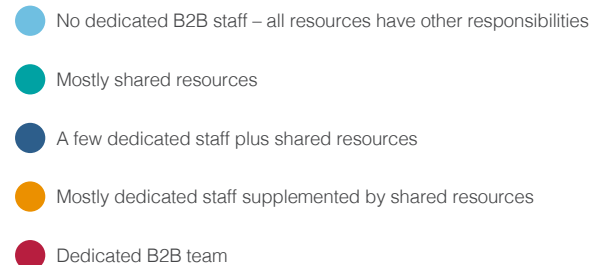 No dedicated B2B staff – all resources have other responsibilities
Mostly shared resources
A few dedicated staff plus shared resources
Mostly dedicated staff supplemented by shared resources
Dedicated B2B team